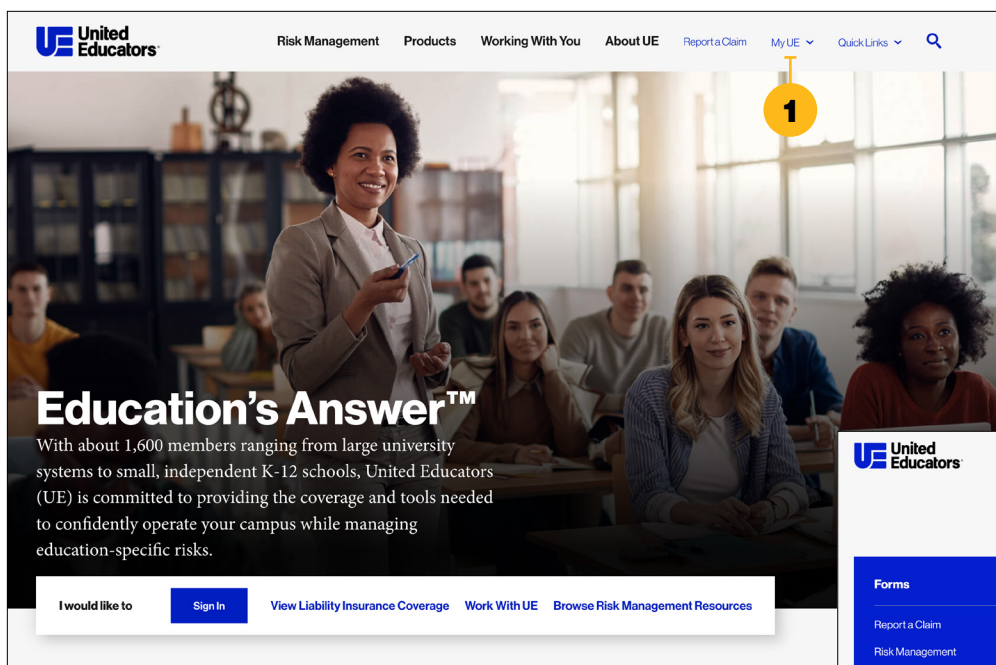 United
Educators
Risk Management Products Working With You About UE Report a Claim My UE Quick Links
1
Education's Answer™
With about 1,600 members ranging from large university
systems to small, independent K-12 schools, United Educators
(UE) is committed to providing the coverage and tools needed
to confidently operate your campus while managing
education-specific risks.
I would like to Sign In View Liability Insurance Coverage Work With UE Browse Risk Management Resources
United
Educators
Forms
Report a Claim
Risk Management